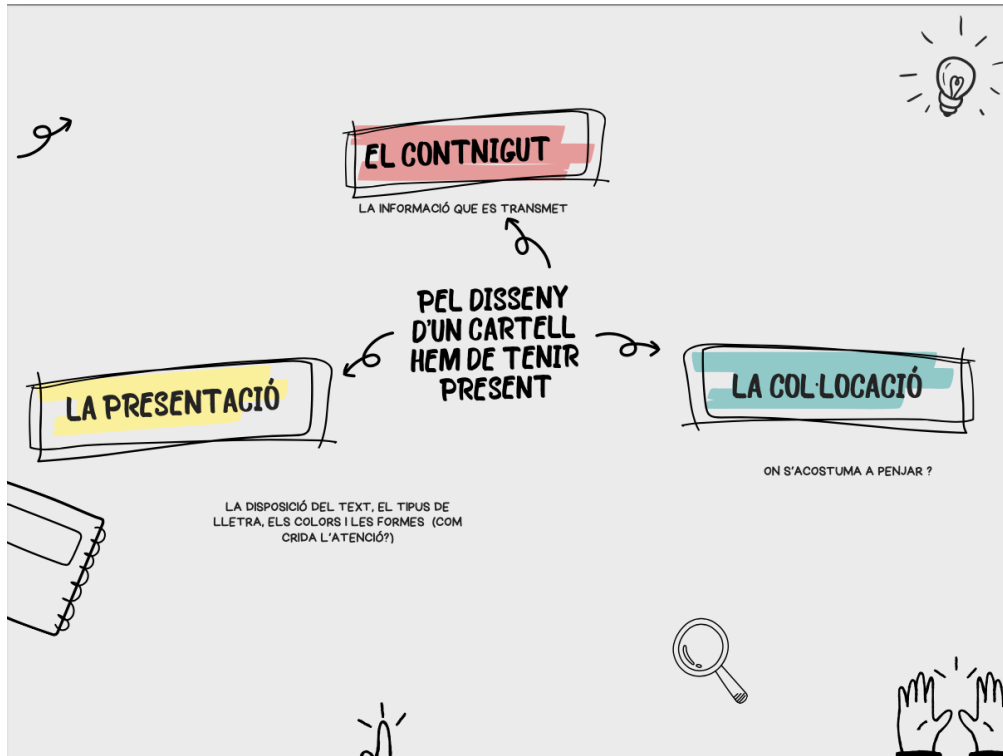 EL CONTNIGUT
LA INFORMACIÓ QUE ES TRANSMET
PEL DISSENY
D'UN CARTELL
HEM DE TENIR
PRESENT
LA PRESENTACIÓ
LA DISPOSICIÓ DEL TEXT, EL TIPUS DE
LLETRA, ELS COLORS I LES FORMES (COM
CRIDA L'ATENCIÓ?)
LA COL·LOCACIÓ
ON S'ACOSTUMA A PENJAR ?